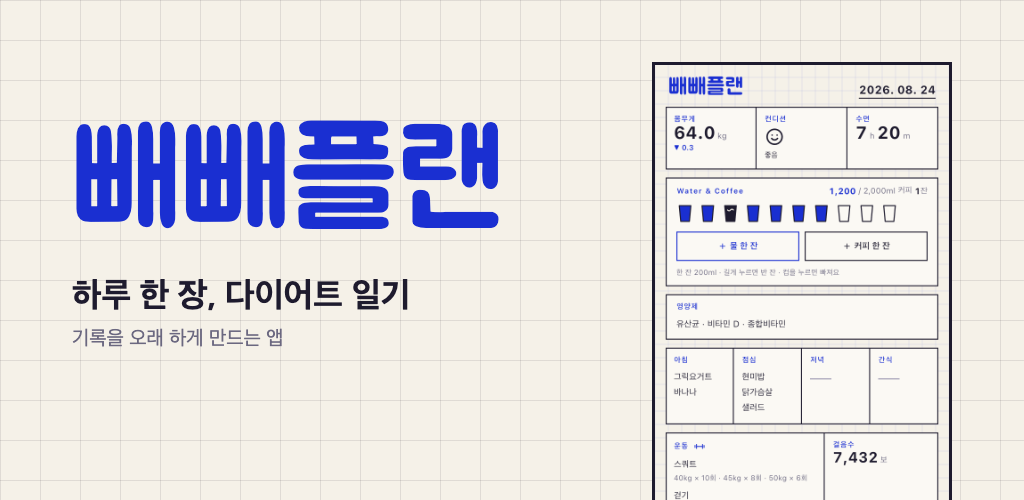 빼빼플랜
하루 한 장, 다이어트 일기
기록을 오래 하게 만드는 앱
빼빼플랜
2026. 08. 24
몸무게
64.0 kg
▼ 0.3
컨디션
좋음
수면
7 h 20 m
Water & Coffee
1,200 / 2,000ml 커피 1잔
+ 물 한 잔
+ 커피 한 잔
한 잔 200ml · 길게 누르면 반 잔 · 컵을 누르면 빠져요
영양제
유산균 · 비타민 D · 종합비타민
아침
그릭요거트
바나나
점심
현미밥
닭가슴살
샐러드
저녁
간식
운동
스쿼트
40kg × 10회 · 45kg × 8회 · 50kg × 6회
걷기
걸음수
7,432 보